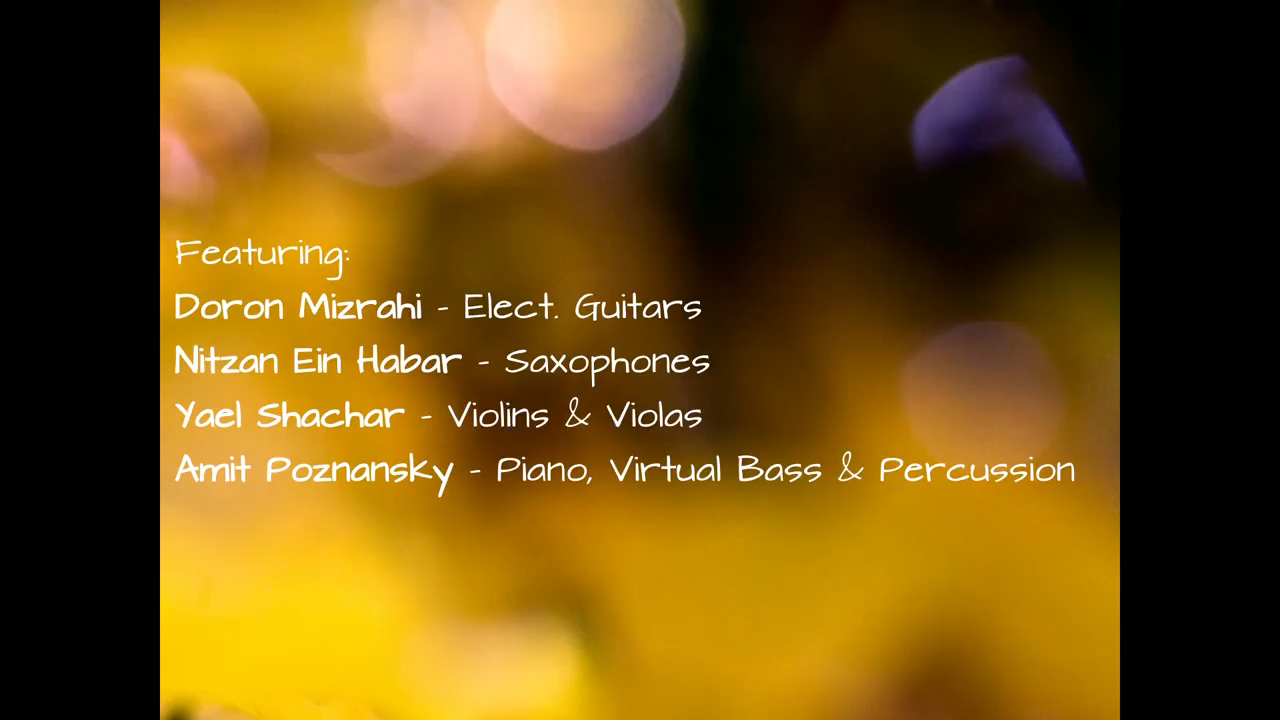 Featuring:
Doron Mizrahi - Elect. Guitars
Nitzan Ein Habar - Saxophones
Yael Shachar - Violins & Violas
Amit Poznansky - Piano, Virtual Bass & Percussion